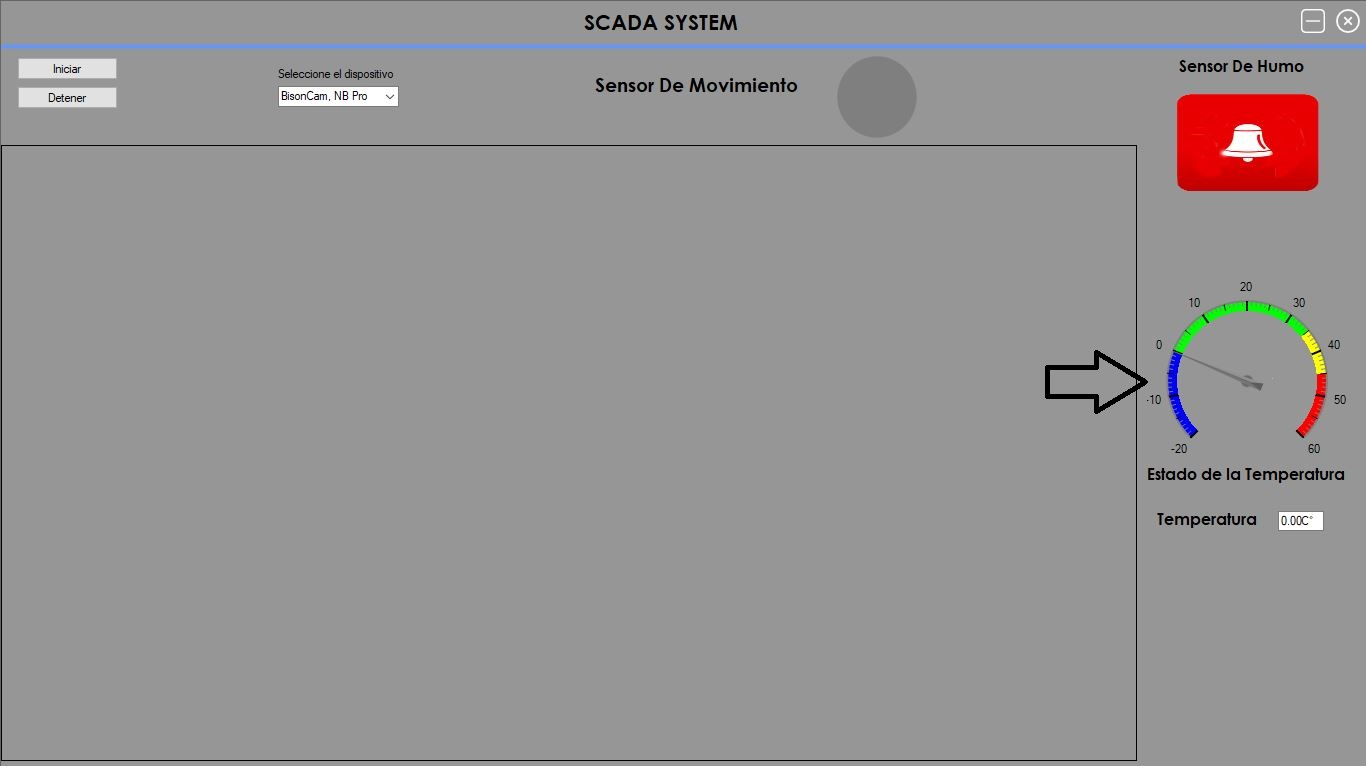 SCADA SYSTEM
Iniciar
Detener
Seleccione el dispositivo
BisonCam, NB Pro
Sensor De Movimiento
Sensor De Humo
20
10
30
0
40
-10
50
-20
60
Estado de la Temperatura
Temperatura
0.00C°